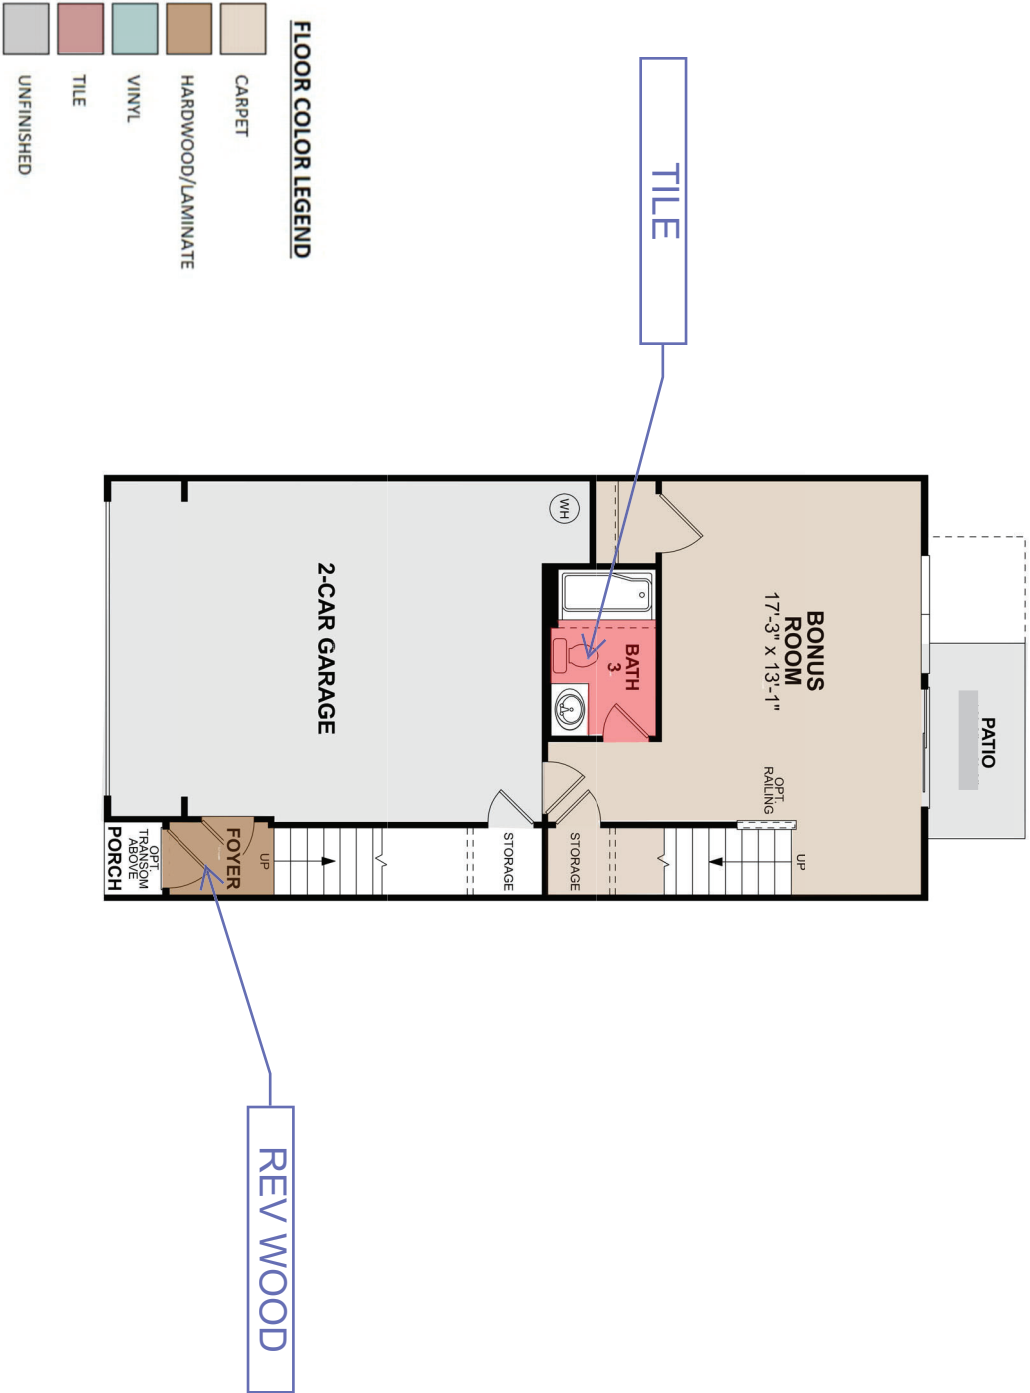 FLOOR COLOR LEGEND
CARPET
HARDWOOD/LAMINATE
VINYL
TILE
UNFINISHED
TILE
PATIO
BONUS
ROOM
17'-3" x 13'-1"
OPT.
RAILING
UP
BATH
3
WH
STORAGE
STORAGE
2-CAR GARAGE
UP
FOYER
OPT.
TRANSOM
ABOVE
PORCH
REV WOOD